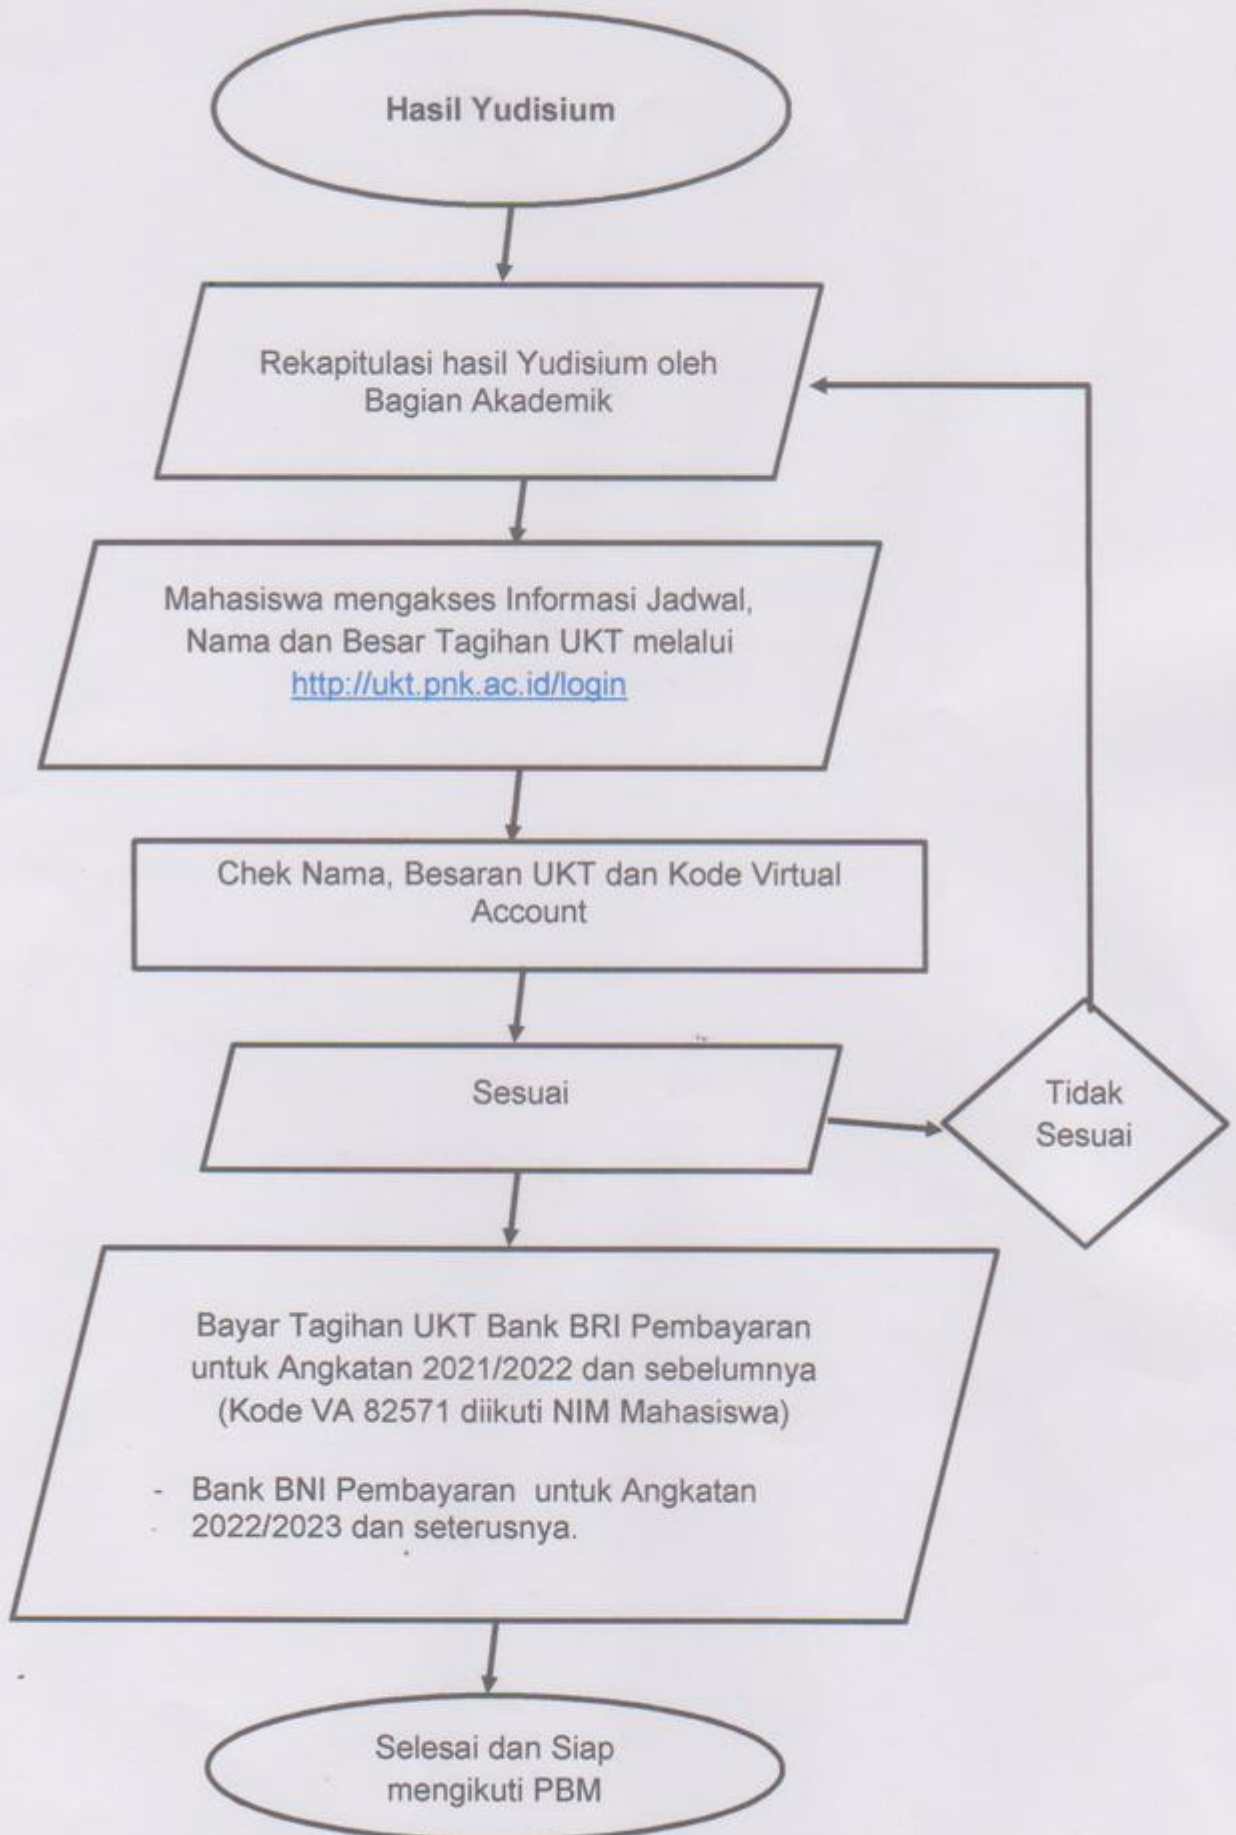 Hasil Yudisium
Rekapitulasi hasil Yudisium oleh
Bagian Akademik
Mahasiswa mengakses Informasi Jadwal,
Nama dan Besar Tagihan UKT melalui
http://ukt.pnk.ac.id/login
Chek Nama, Besaran UKT dan Kode Virtual
Account
Sesuai
Tidak
Sesuai
Bayar Tagihan UKT Bank BRI Pembayaran
untuk Angkatan 2021/2022 dan sebelumnya
(Kode VA 82571 diikuti NIM Mahasiswa)
- Bank BNI Pembayaran  untuk Angkatan
2022/2023 dan seterusnya.
Selesai dan Siap
mengikuti PBM